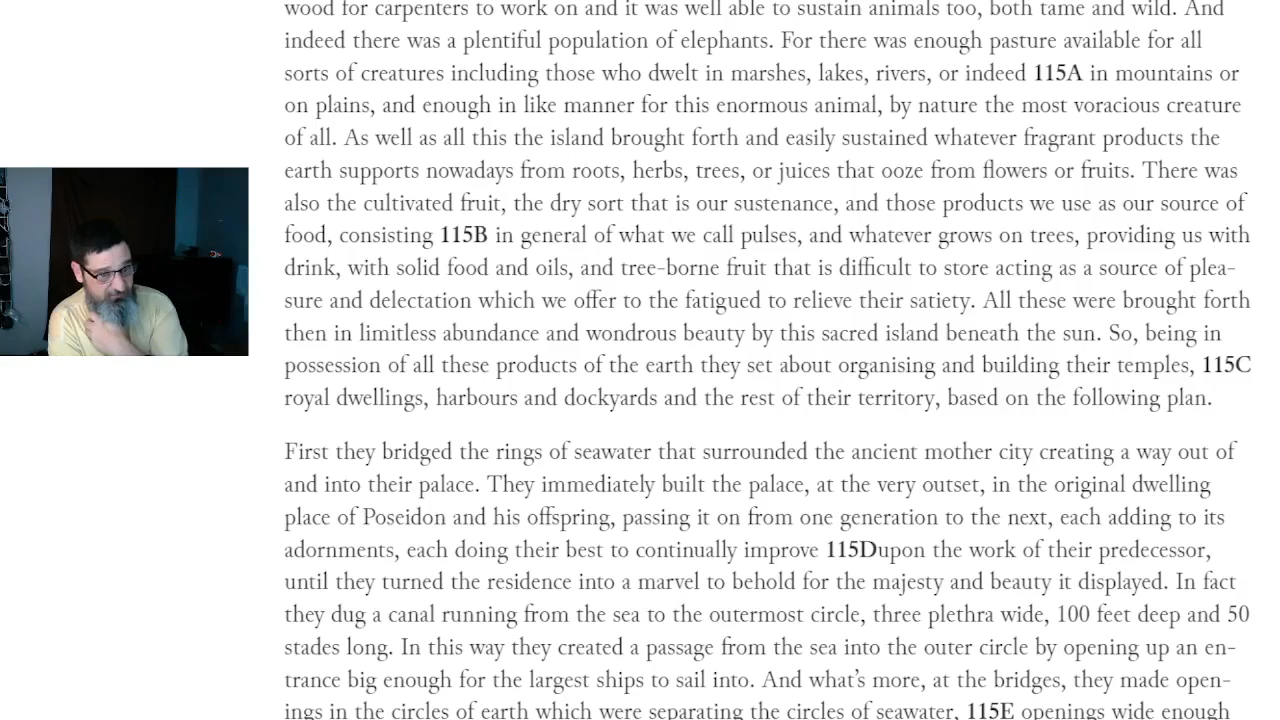 wood for carpenters to work on and it was well able to sustain animals too, both tame and wild. And
indeed there was a plentiful population of elephants. For there was enough pasture available for all
sorts of creatures including those who dwelt in marshes, lakes, rivers, or indeed 115A in mountains or
on plains, and enough in like manner for this enormous animal, by nature the most voracious creature
of all. As well as all this the island brought forth and easily sustained whatever fragrant products the
earth supports nowadays from roots, herbs, trees, or juices that ooze from flowers or fruits. There was
also the cultivated fruit, the dry sort that is our sustenance, and those products we use as our source of
food, consisting 115B in general of what we call pulses, and whatever grows on trees, providing us with
drink, with solid food and oils, and tree-borne fruit that is difficult to store acting as a source of plea-
sure and delectation which we offer to the fatigued to relieve their satiety. All these were brought forth
then in limitless abundance and wondrous beauty by this sacred island beneath the sun. So, being in
possession of all these products of the earth they set about organising and building their temples, 115C
royal dwellings, harbours and dockyards and the rest of their territory, based on the following plan.
First they bridged the rings of seawater that surrounded the ancient mother city creating a way out of
and into their palace. They immediately built the palace, at the very outset, in the original dwelling
place of Poseidon and his offspring, passing it on from one generation to the next, each adding to its
adornments, each doing their best to continually improve 115Dupon the work of their predecessor,
until they turned the residence into a marvel to behold for the majesty and beauty it displayed. In fact
they dug a canal running from the sea to the outermost circle, three plethra wide, 100 feet deep and 50
stades long. In this way they created a passage from the sea into the outer circle by opening up an en-
trance big enough for the largest ships to sail into. And what's more, at the bridges, they made open-
ings in the circles of earth which were separating the circles of seawater, 115E openings wide enough